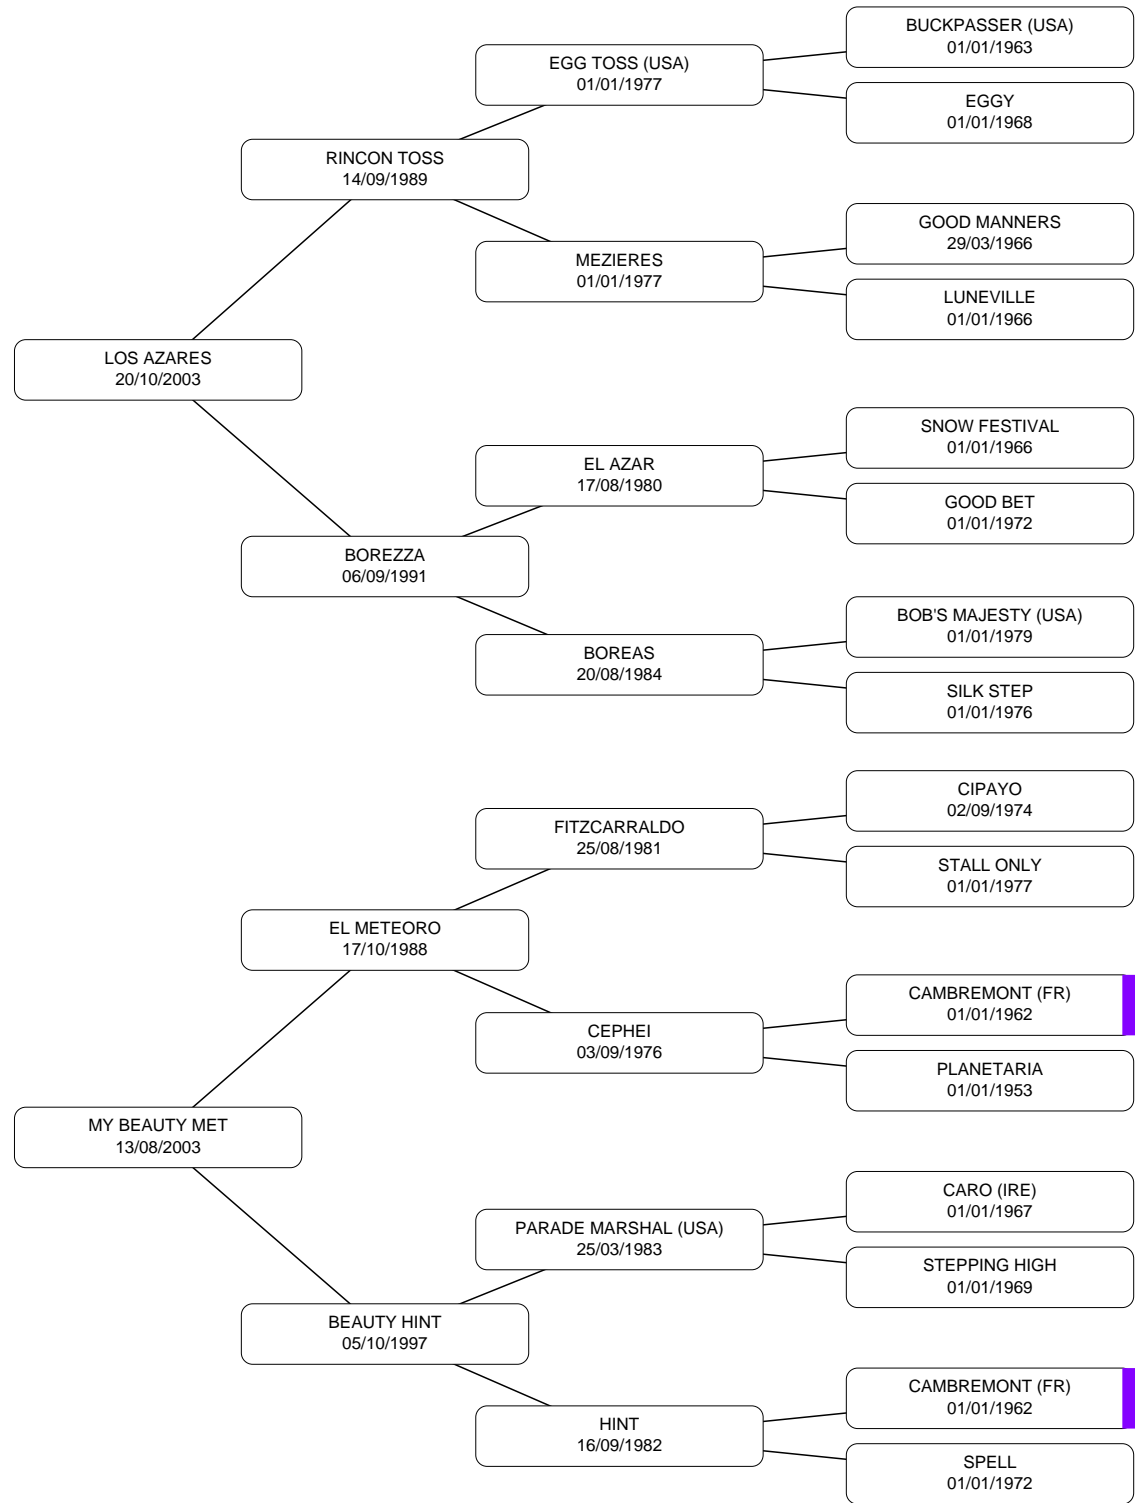 BUCKPASSER (USA)
01/01/1963
EGG TOSS (USA)
01/01/1977
EGGY
01/01/1968
RINCON TOSS
14/09/1989
GOOD MANNERS
29/03/1966
MEZIERES
01/01/1977
LUNEVILLE
01/01/1966
LOS AZARES
20/10/2003
SNOW FESTIVAL
01/01/1966
EL AZAR
17/08/1980
GOOD BET
01/01/1972
BOREZZA
06/09/1991
BOB'S MAJESTY (USA)
01/01/1979
BOREAS
20/08/1984
SILK STEP
01/01/1976
CIPAYO
02/09/1974
FITZCARRALDO
25/08/1981
STALL ONLY
01/01/1977
EL METEORO
17/10/1988
CAMBREMONT (FR)
01/01/1962
CEPHEI
03/09/1976
PLANETARIA
01/01/1953
MY BEAUTY MET
13/08/2003
CARO (IRE)
01/01/1967
PARADE MARSHAL (USA)
25/03/1983
STEPPING HIGH
01/01/1969
BEAUTY HINT
05/10/1997
CAMBREMONT (FR)
01/01/1962
HINT
16/09/1982
SPELL
01/01/1972